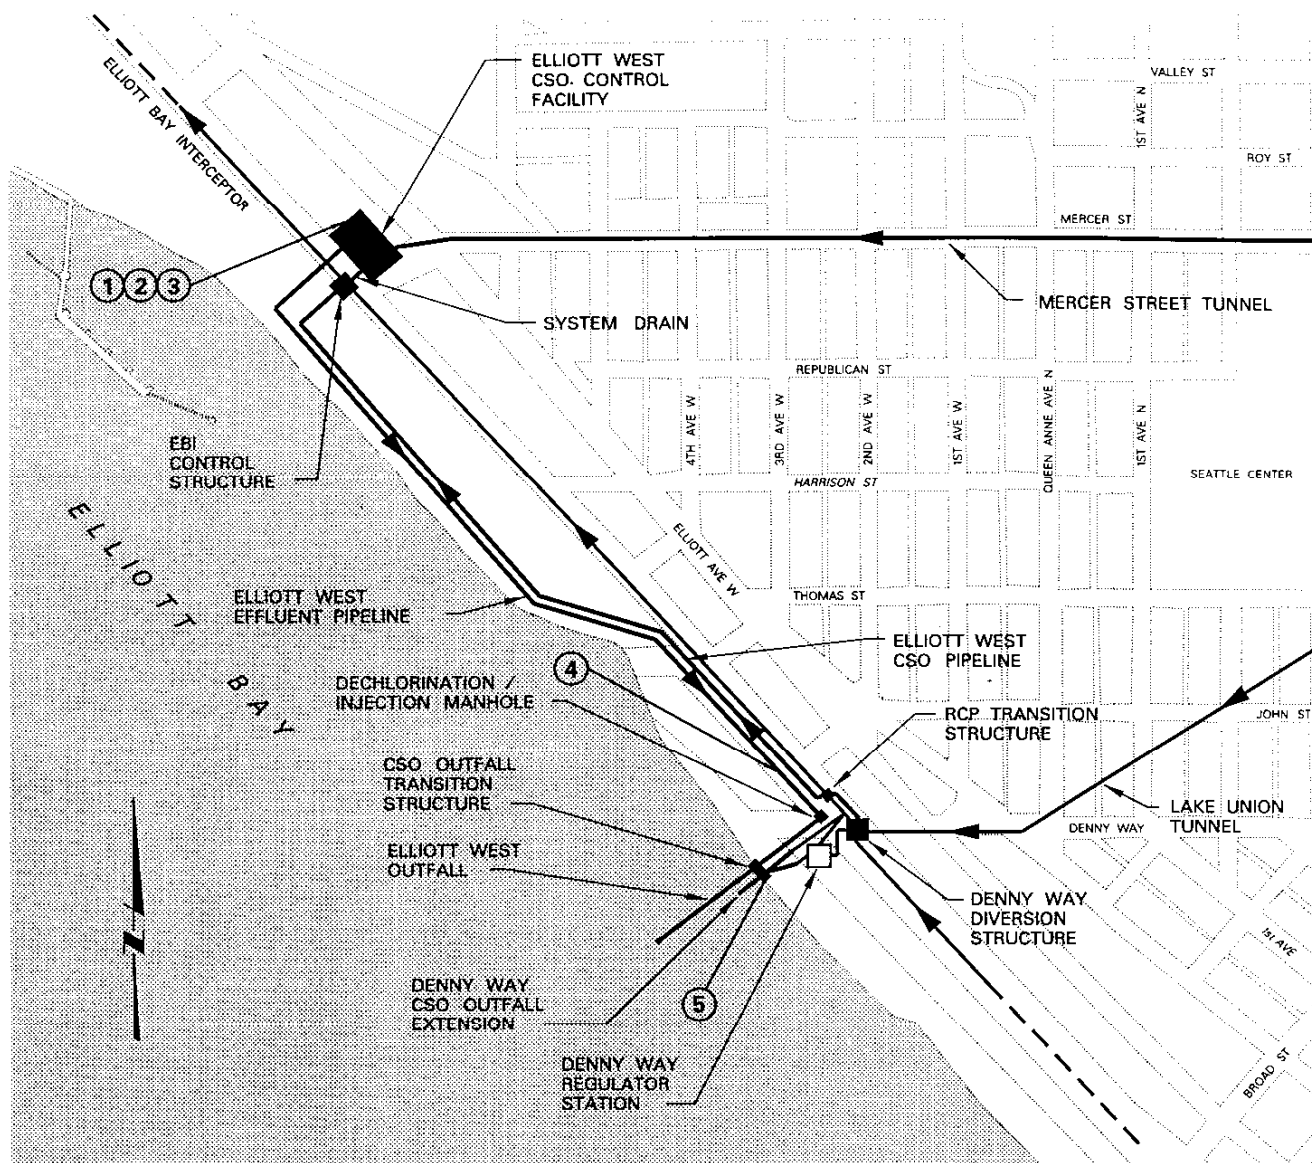 ELLIOTT WEST
CSO. CONTROL
FACILITY
VALLEY ST
1ST AVE N
ROY ST
ELLIOTT BAY INTERCEPTOR
MERCER ST
1 2 3
MERCER STREET TUNNEL
SYSTEM DRAIN
REPUBLICAN ST
4TH AVE W
3RD AVE W
2ND AVE W
1ST AVE W
QUEEN ANNE AVE N
1ST AVE N
EBI
CONTROL
STRUCTURE
HARRISON ST
SEATTLE CENTER
ELLIOTT BAY
ELLIOTT AVE W
ELLIOTT WEST
EFFLUENT PIPELINE
THOMAS ST
ELLIOTT WEST
CSO PIPELINE
4
DECHLORINATION /
INJECTION MANHOLE
RCP TRANSITION
STRUCTURE
JOHN ST
CSO OUTFALL
TRANSITION
STRUCTURE
LAKE UNION
TUNNEL
DENNY WAY
ELLIOTT WEST
OUTFALL
DENNY WAY
DIVERSION
STRUCTURE
1st AVE
N
DENNY WAY
CSO OUTFALL
EXTENSION
5
DENNY WAY
REGULATOR
STATION
BROAD ST